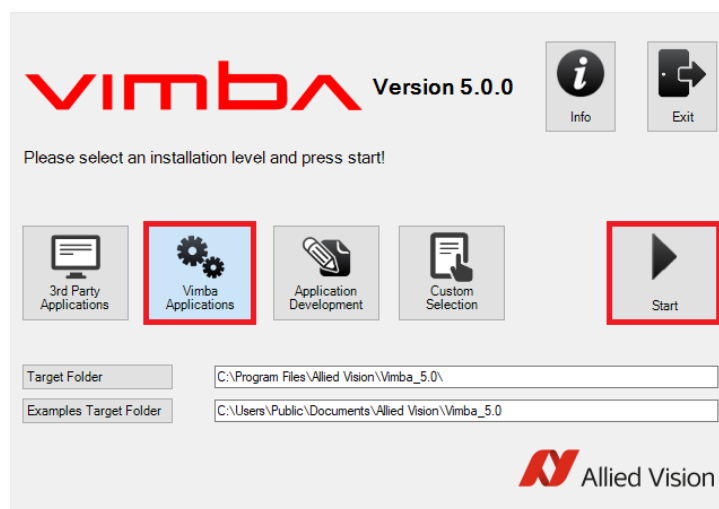 vimba Version 5.0.0
Info
Exit
Please select an installation level and press start!
3rd Party
Applications
Vimba
Applications
Application
Development
Custom
Selection
Start
Target Folder
C:\Program Files\Allied Vision\Vimba_5.0\
Examples Target Folder
C:\Users\Public\Documents\Allied Vision\Vimba_5.0
Allied Vision